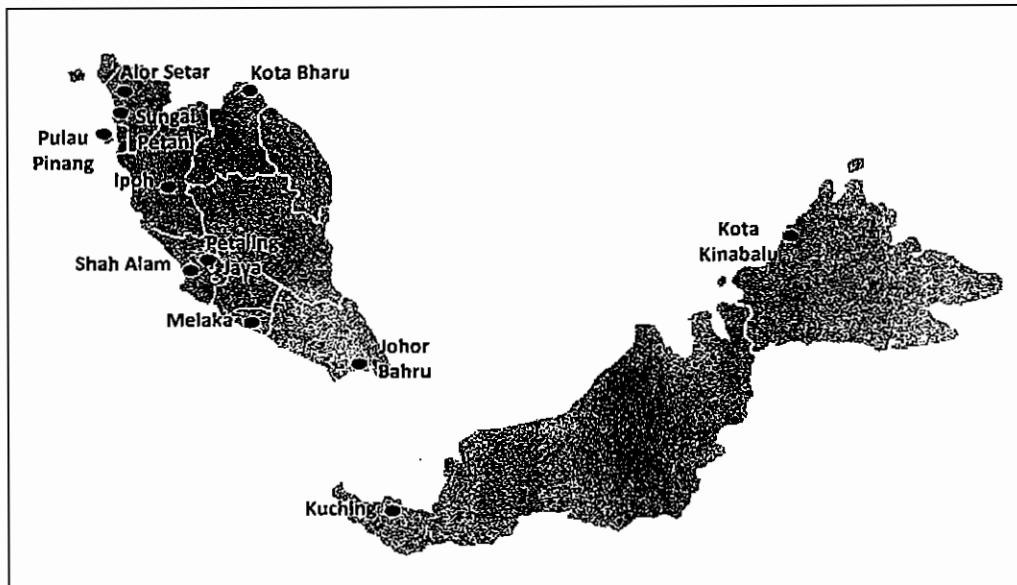 Alor Setar
Kota Bharu
Sungai
Petani
Pulau
Pinang
Ipoh
Petaling
Jaya
Shah Alam
Melaka
Johor
Bahru
Kota
Kinabalu
Kuching